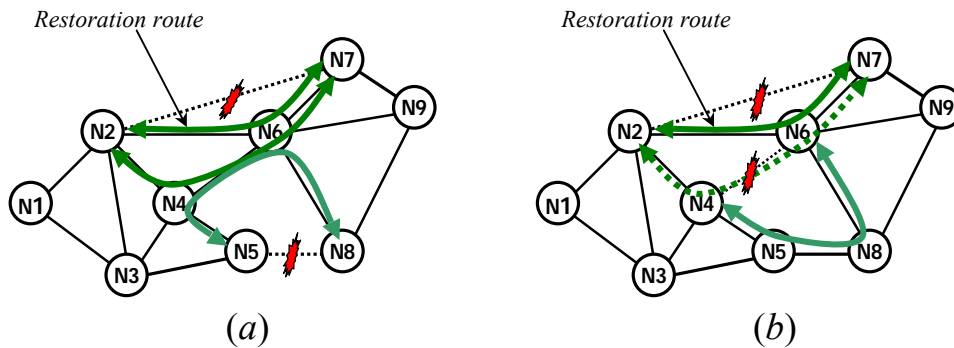 Restoration route
N7
N9
N2
N6
N1
N4
N5
N8
N3
(a)
Restoration route
N7
N9
N2
N6
N1
N4
N5
N8
N3
(b)